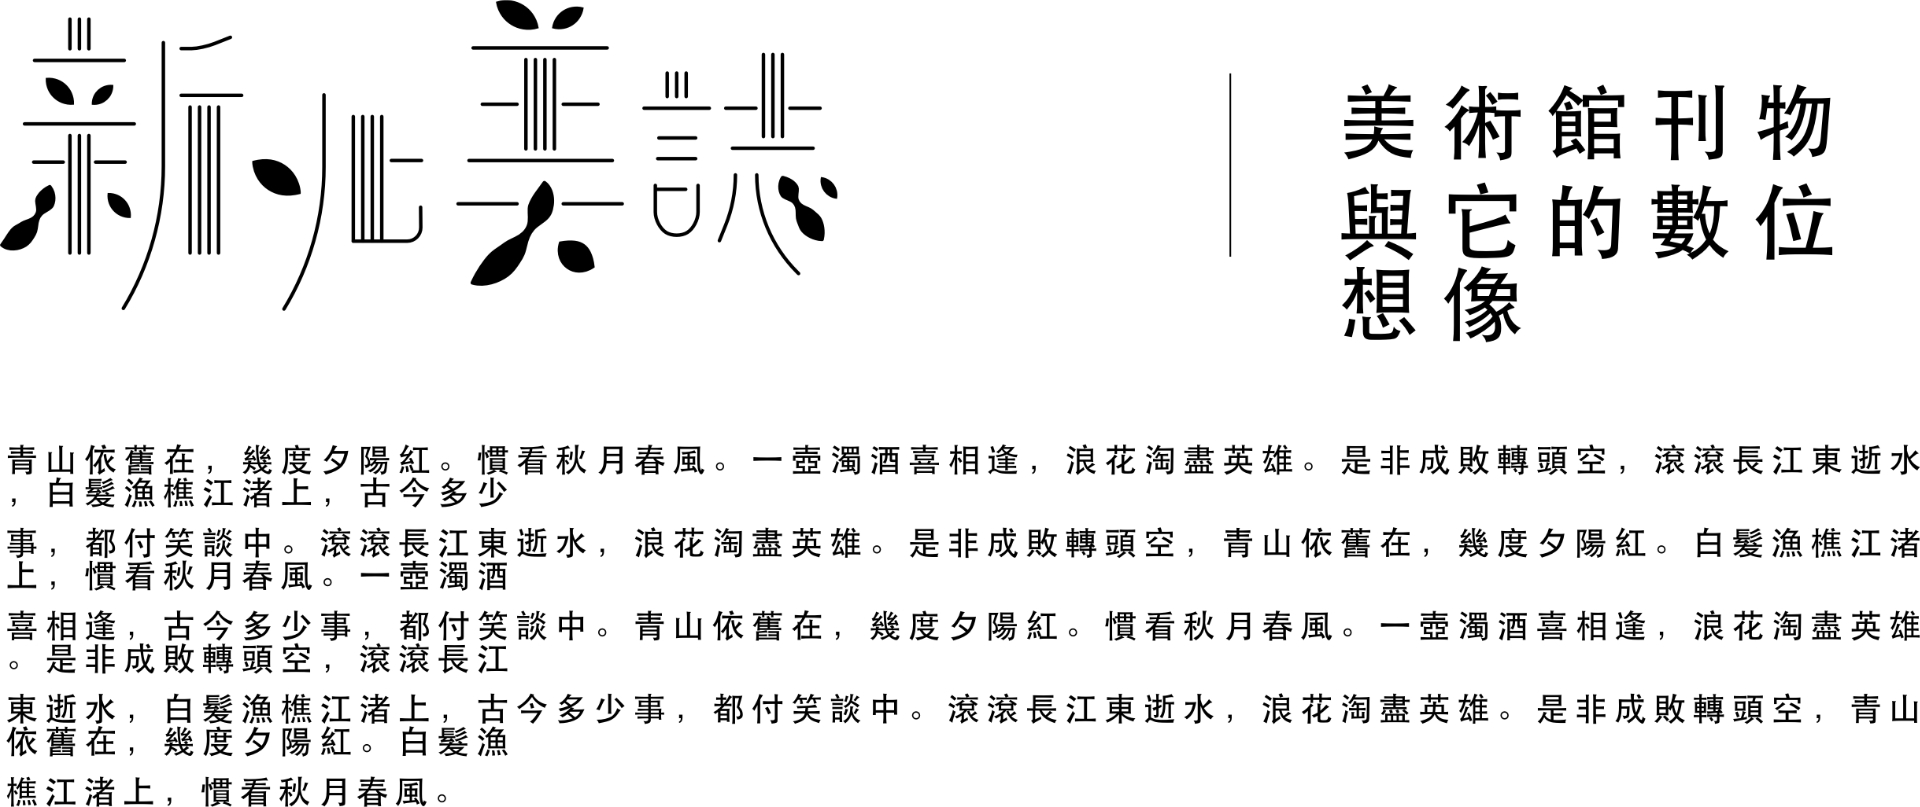 新北美誌
美術館刊物
與它的數位
想像
青山依舊在，幾度夕陽紅。慣看秋月春風。一壺濁酒喜相逢，浪花淘盡英雄。是非成敗轉頭空，滾滾長江東逝水
，白髮漁樵江渚上，古今多少
事，都付笑談中。滾滾長江東逝水，浪花淘盡英雄。是非成敗轉頭空，青山依舊在，幾度夕陽紅。白髮漁樵江渚
上，慣看秋月春風。一壺濁酒
喜相逢，古今多少事，都付笑談中。青山依舊在，幾度夕陽紅。慣看秋月春風。一壺濁酒喜相逢，浪花淘盡英雄
。是非成敗轉頭空，滾滾長江
東逝水，白髮漁樵江渚上，古今多少事，都付笑談中。滾滾長江東逝水，浪花淘盡英雄。是非成敗轉頭空，青山
依舊在，幾度夕陽紅。白髮漁
樵江渚上，慣看秋月春風。